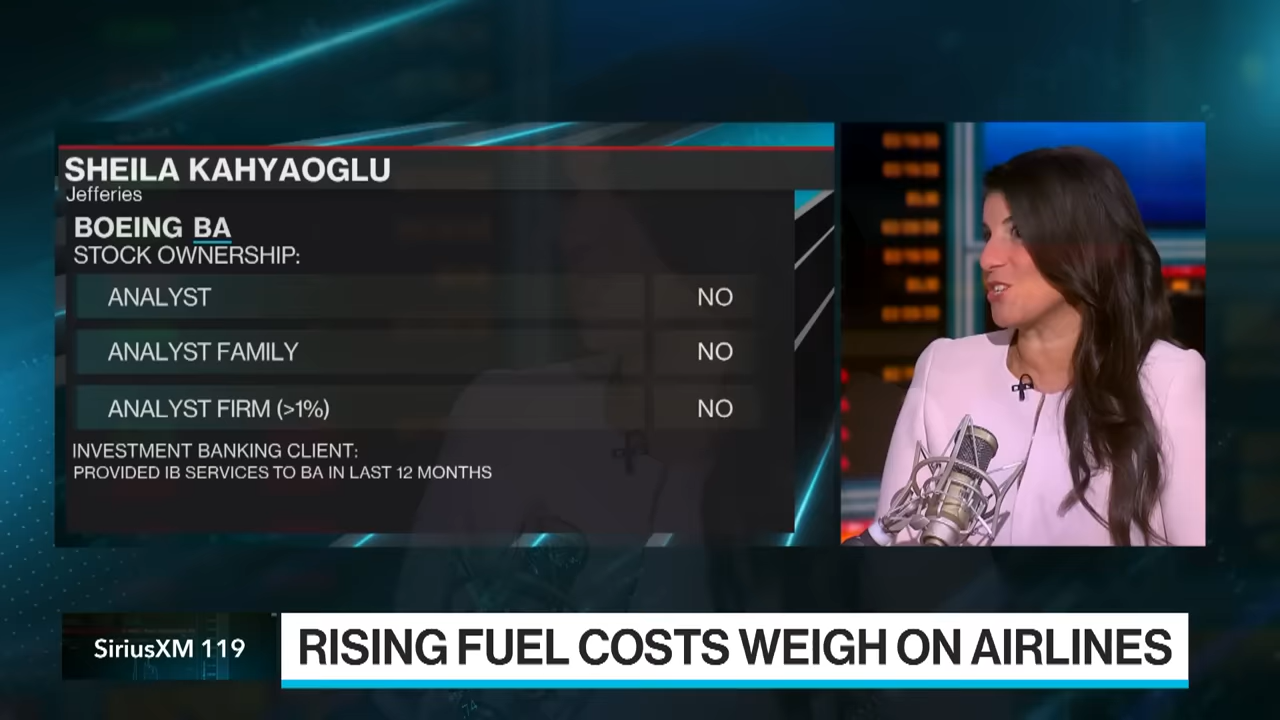 SHEILA KAHYAOGLU
Jefferies
BOEING BA
STOCK OWNERSHIP:
ANALYST NO
ANALYST FAMILY NO
ANALYST FIRM (>1%) NO
INVESTMENT BANKING CLIENT:
PROVIDED IB SERVICES TO BA IN LAST 12 MONTHS
SiriusXM 119
RISING FUEL COSTS WEIGH ON AIRLINES